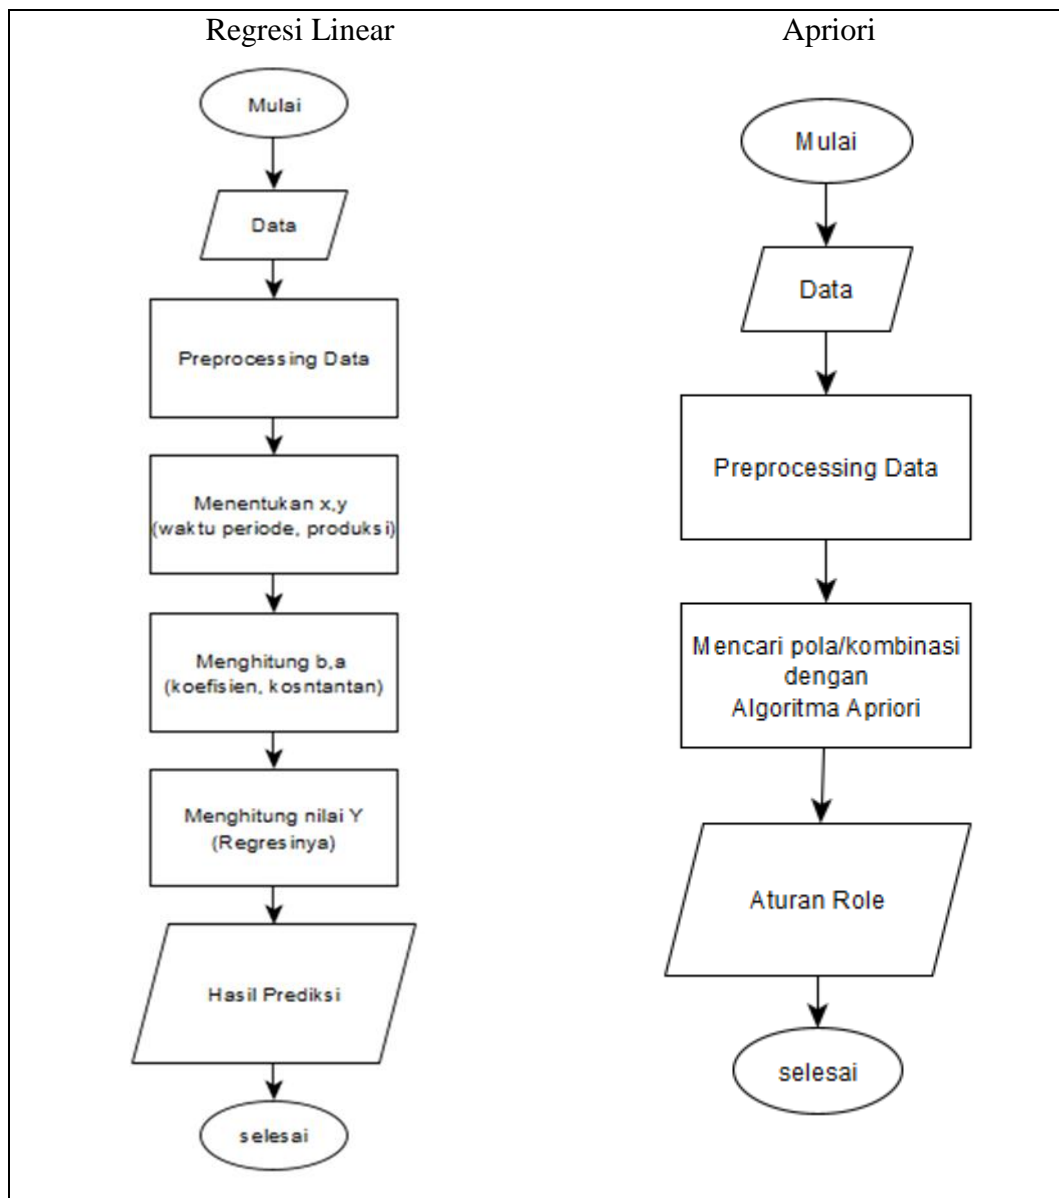 Regresi Linear
Mulai
Data
Preprocessing Data
Menentukan x,y
(waktu periode, produksi)
Menghitung b,a
(koefisien, kosntantan)
Menghitung nilai Y
(Regresinya)
Hasil Prediksi
selesai
Apriori
Mulai
Data
Preprocessing Data
Mencari pola/kombinasi
dengan
Algoritma Apriori
Aturan Role
selesai